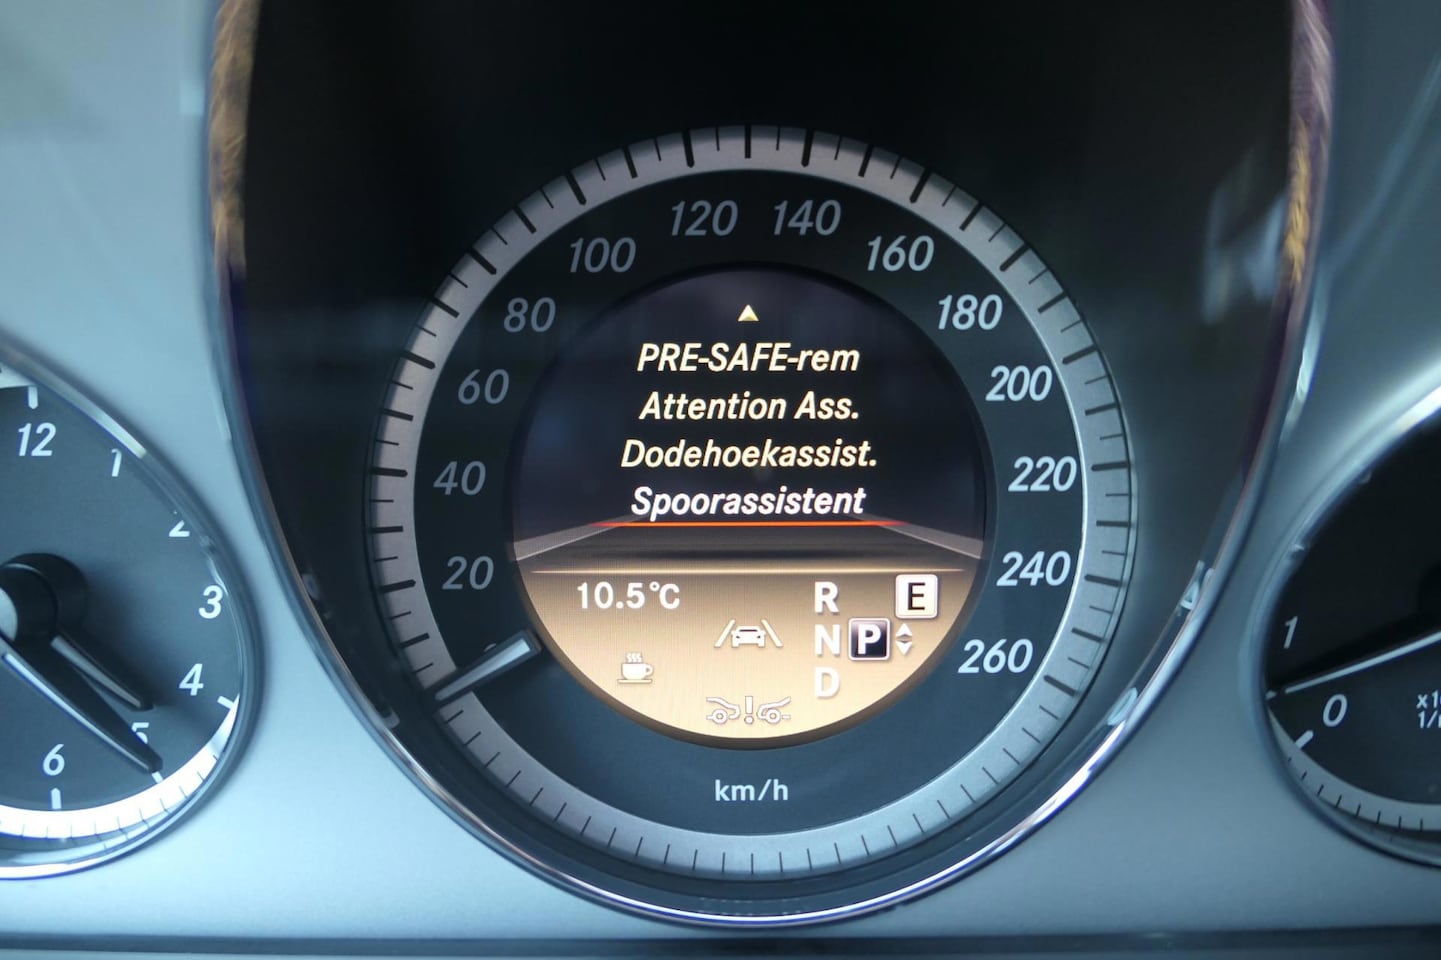 120 140
100 160
80 180
60 200
40 220
20 240
260
PRE-SAFE-rem
Attention Ass.
Dodehoekassist.
Spoorassistent
10.5°C
R E
N P
D
km/h
12
1
2
3
4
5
6
1
0